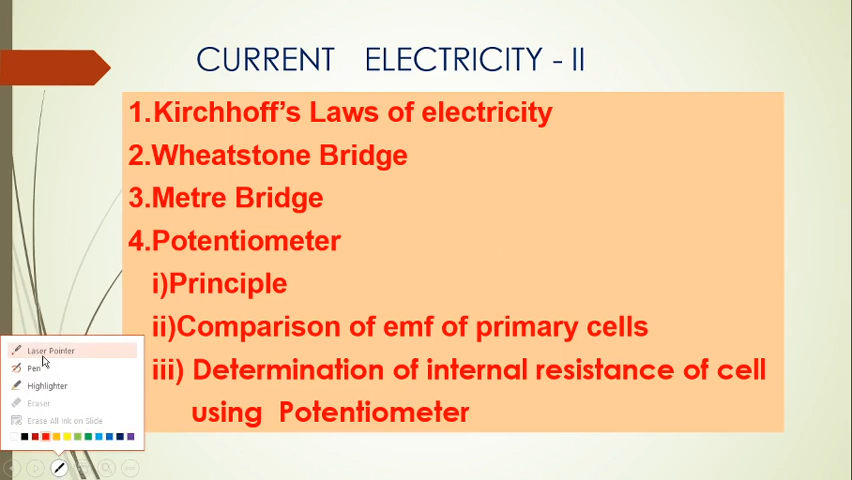 CURRENT ELECTRICITY - II
1.Kirchhoff's Laws of electricity
2.Wheatstone Bridge
3.Metre Bridge
4.Potentiometer
i)Principle
ii)Comparison of emf of primary cells
iii) Determination of internal resistance of cell
using Potentiometer
Laser Pointer
Pen
Highlighter
Eraser
Erase All Ink on Slide